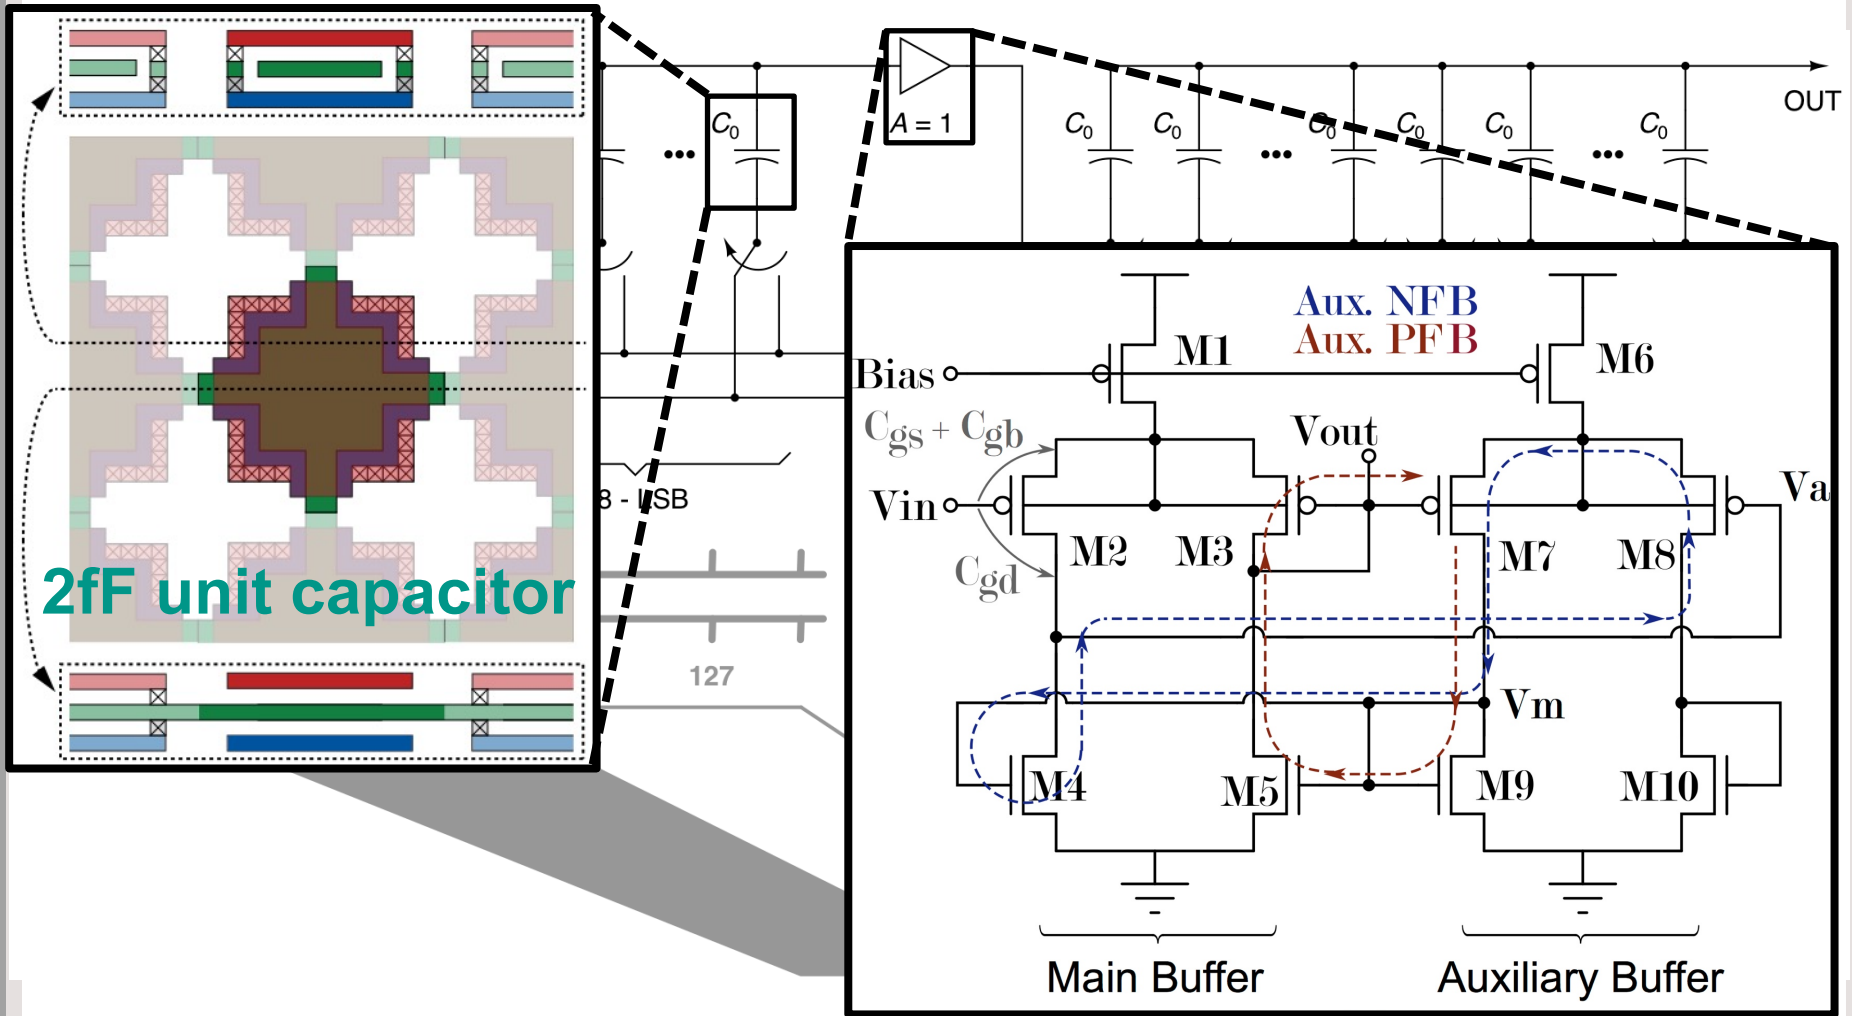 C0
A = 1
C0
C0
C0
C0
C0
C0
OUT
8 - LSB
127
2fF unit capacitor
Aux. NFB
Aux. PFB
M1
M6
Bias
Cgs + Cgb
Vout
Vin
Va
M2
M3
M7
M8
Cgd
Vm
M4
M5
M9
M10
Main Buffer
Auxiliary Buffer